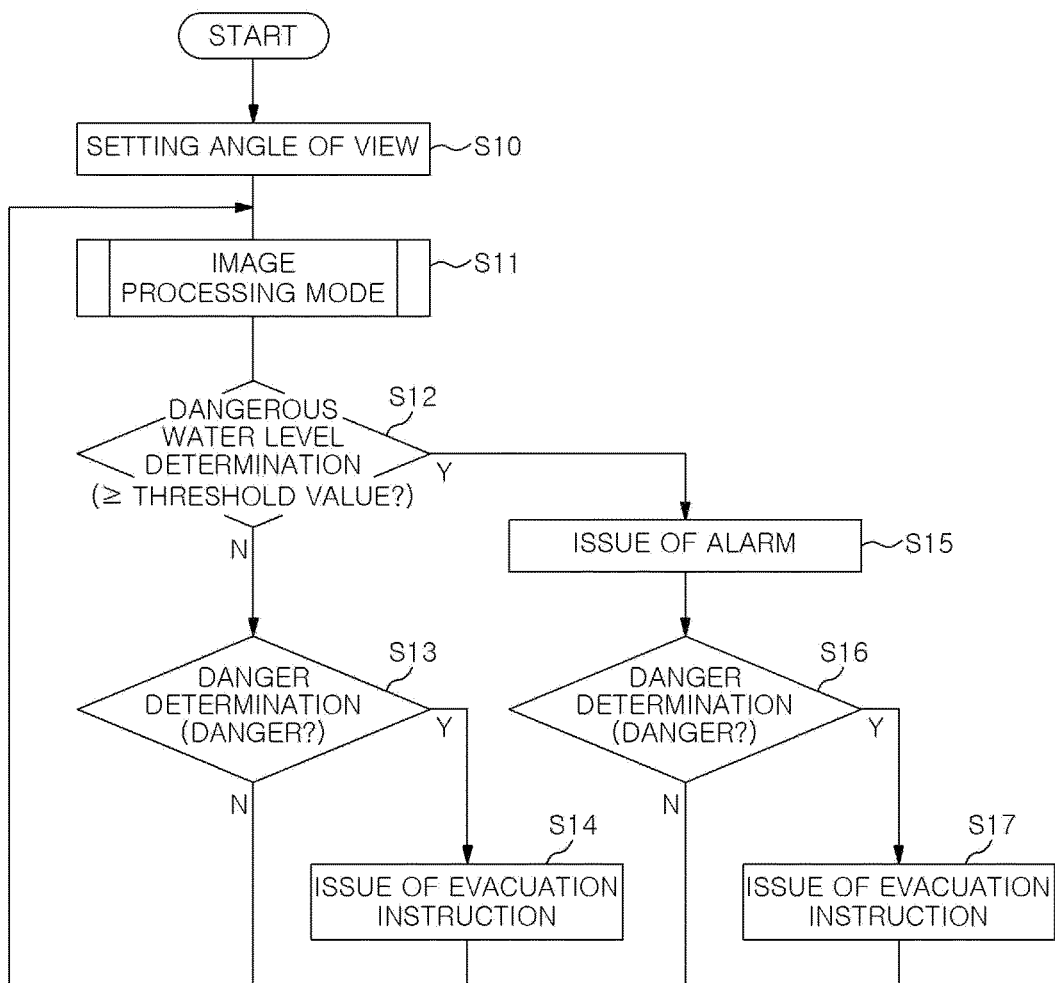 START
SETTING ANGLE OF VIEW
S10
IMAGE
PROCESSING MODE
S11
DANGEROUS
WATER LEVEL
DETERMINATION
(≥ THRESHOLD VALUE?)
S12
Y
N
ISSUE OF ALARM
S15
DANGER
DETERMINATION
(DANGER?)
S13
Y
N
DANGER
DETERMINATION
(DANGER?)
S16
Y
N
S14
ISSUE OF EVACUATION
INSTRUCTION
S17
ISSUE OF EVACUATION
INSTRUCTION